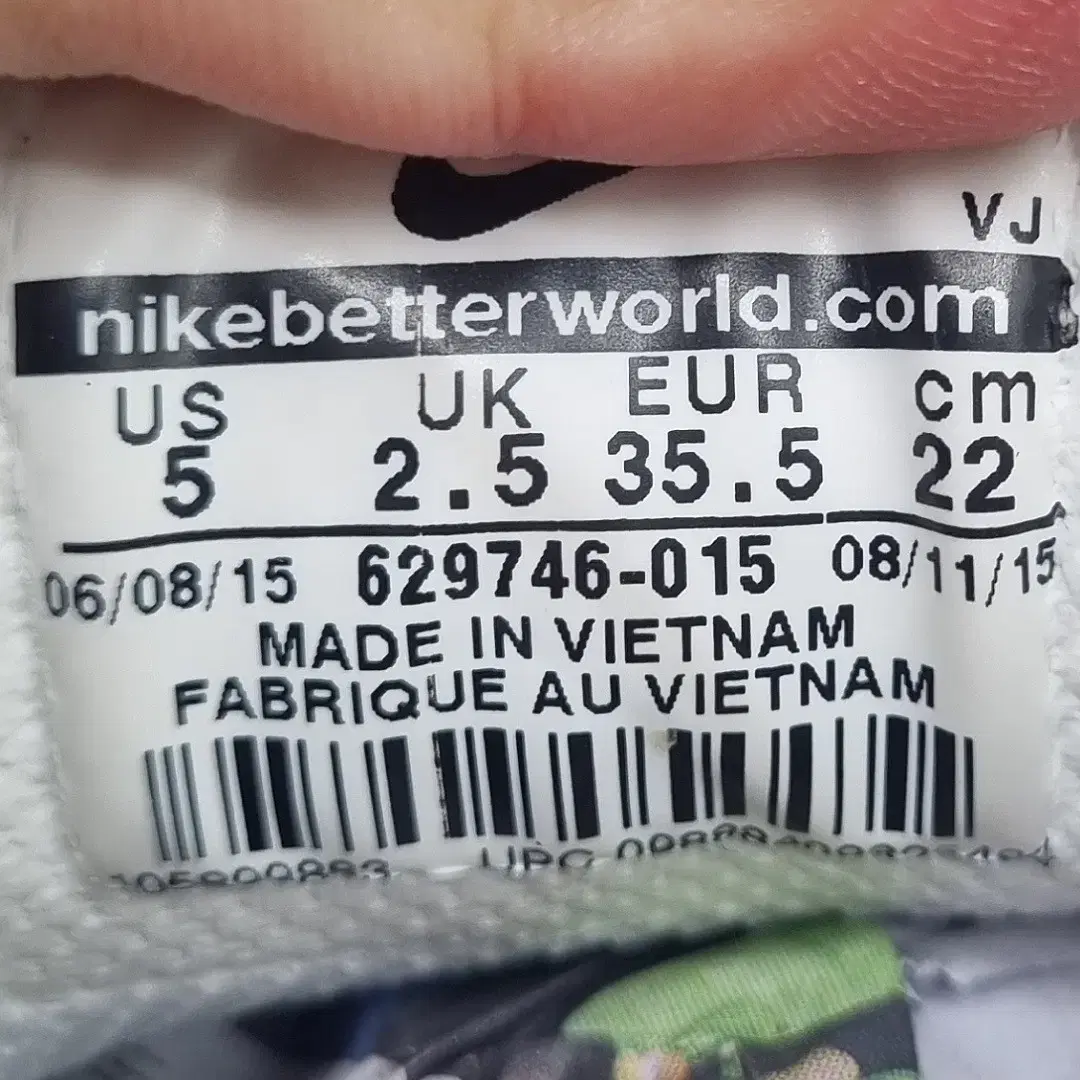 VJ
nikebetterworld.com
US UK EUR cm
5 2.5 35.5 22
06/08/15 629746-015 08/11/15
MADE IN VIETNAM
FABRIQUE AU VIETNAM
UPC